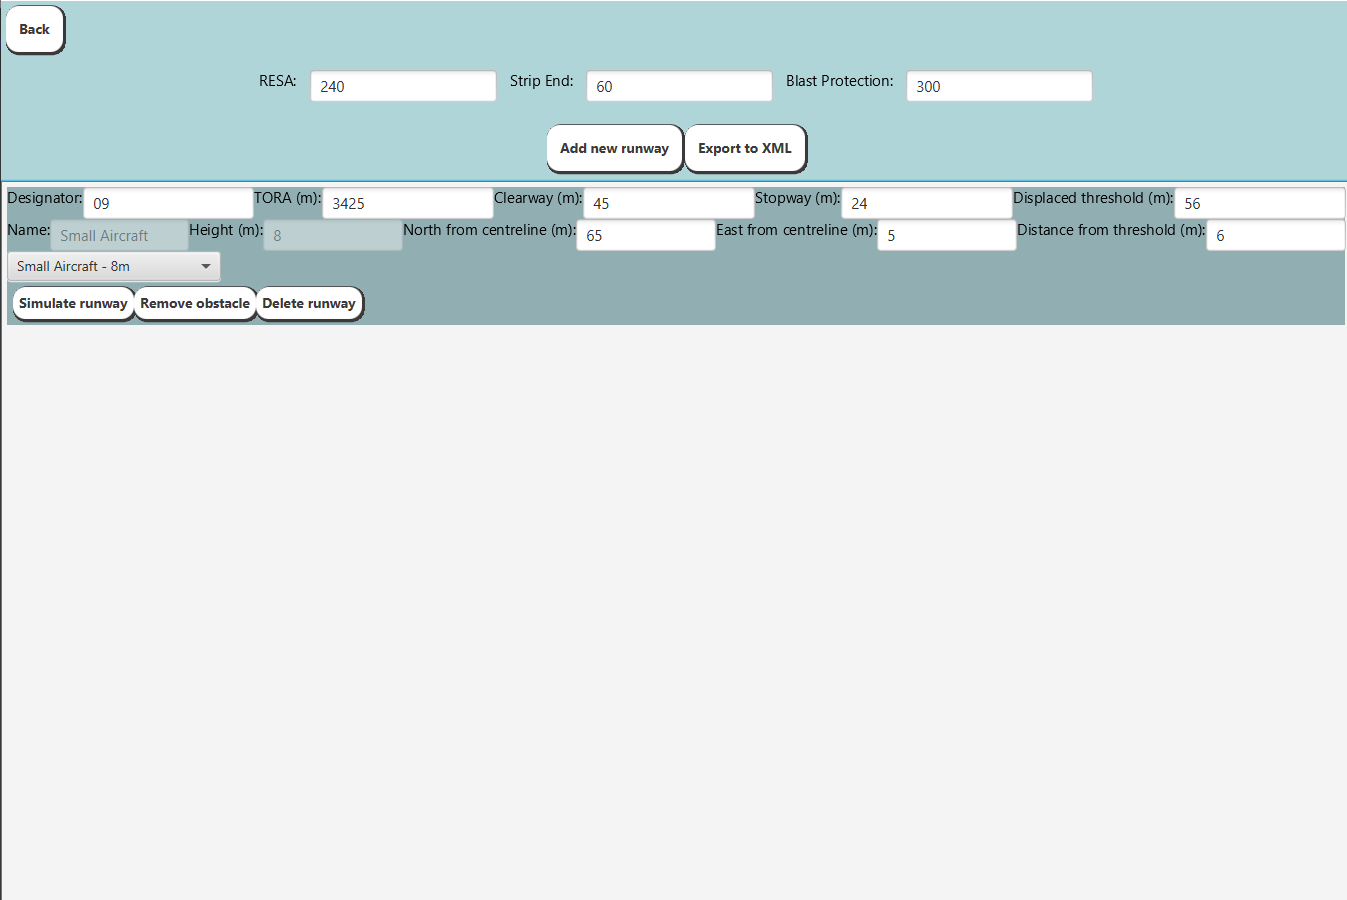 Back
RESA: 240 Strip End: 60 Blast Protection: 300
Add new runway Export to XML
Designator: 09 TORA (m): 3425 Clearway (m): 45 Stopway (m): 24 Displaced threshold (m): 56
Name: Small Aircraft Height (m): 8 North from centreline (m): 65 East from centreline (m): 5 Distance from threshold (m): 6
Small Aircraft - 8m
Simulate runway Remove obstacle Delete runway